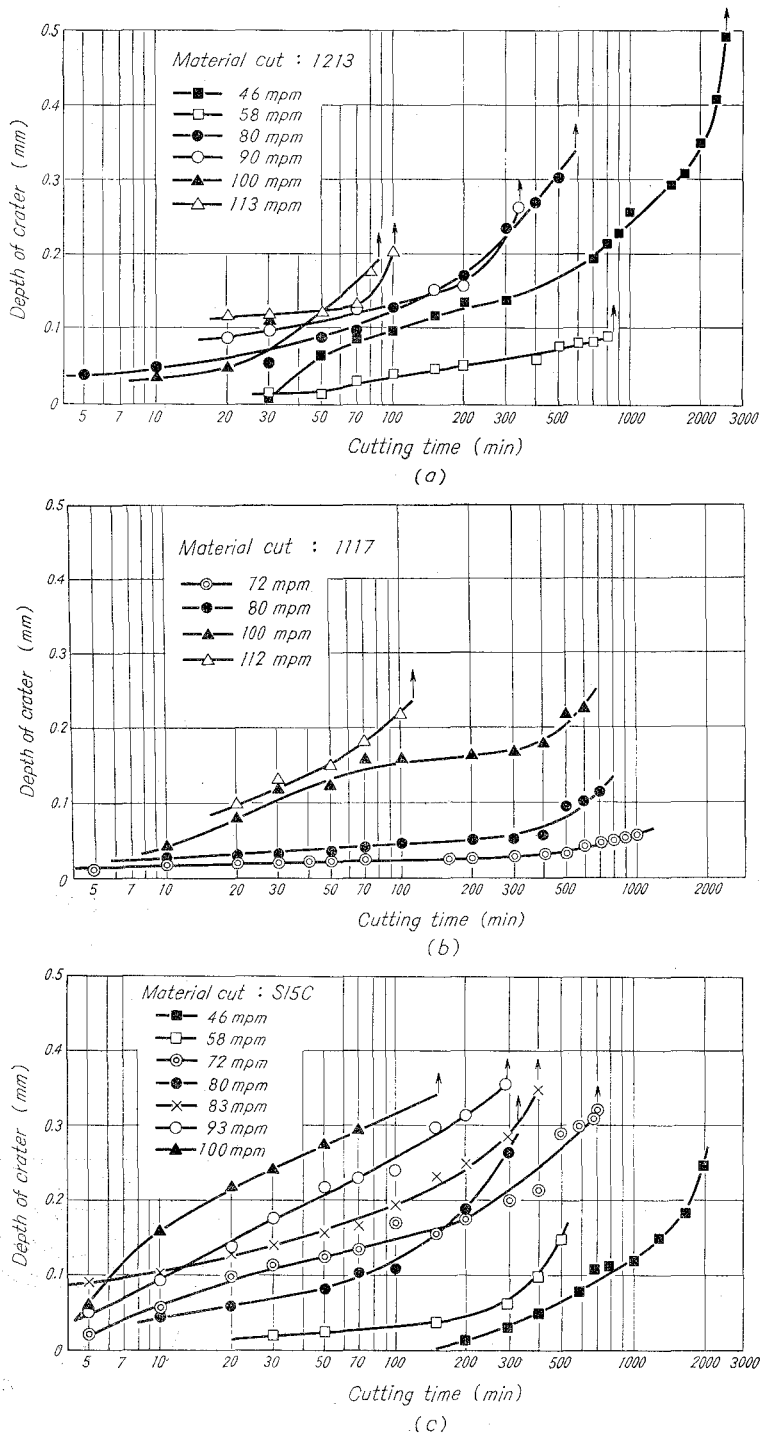 0.5
0.4
0.3
0.2
0.1
0
Depth of crater (mm)
Material cut : 1213
46 mpm
58 mpm
80 mpm
90 mpm
100 mpm
113 mpm
5 7 10 20 30 50 70 100 200 300 500 1000 2000 3000
Cutting time (min)
(a)
0.5
0.4
0.3
0.2
0.1
0
Depth of crater (mm)
Material cut : 1117
72 mpm
80 mpm
100 mpm
112 mpm
5 7 10 20 30 50 70 100 200 300 500 1000 2000
Cutting time (min)
(b)
0.5
0.4
0.3
0.2
0.1
0
Depth of crater (mm)
Material cut : S15C
46 mpm
58 mpm
72 mpm
80 mpm
83 mpm
93 mpm
100 mpm
5 7 10 20 30 50 70 100 200 300 500 1000 2000 3000
Cutting time (min)
(c)